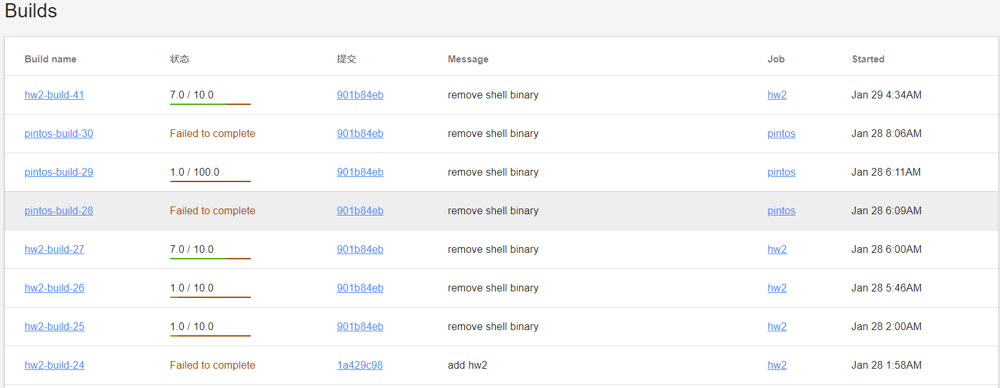 Builds
Build name 状态 提交 Message Job Started
hw2-build-41 7.0 / 10.0 901b84eb remove shell binary hw2 Jan 29 4:34AM
pintos-build-30 Failed to complete 901b84eb remove shell binary pintos Jan 28 8:06AM
pintos-build-29 1.0 / 100.0 901b84eb remove shell binary pintos Jan 28 6:11AM
pintos-build-28 Failed to complete 901b84eb remove shell binary pintos Jan 28 6:09AM
hw2-build-27 7.0 / 10.0 901b84eb remove shell binary hw2 Jan 28 6:00AM
hw2-build-26 1.0 / 10.0 901b84eb remove shell binary hw2 Jan 28 5:46AM
hw2-build-25 1.0 / 10.0 901b84eb remove shell binary hw2 Jan 28 2:00AM
hw2-build-24 Failed to complete 1a429c98 add hw2 hw2 Jan 28 1:58AM